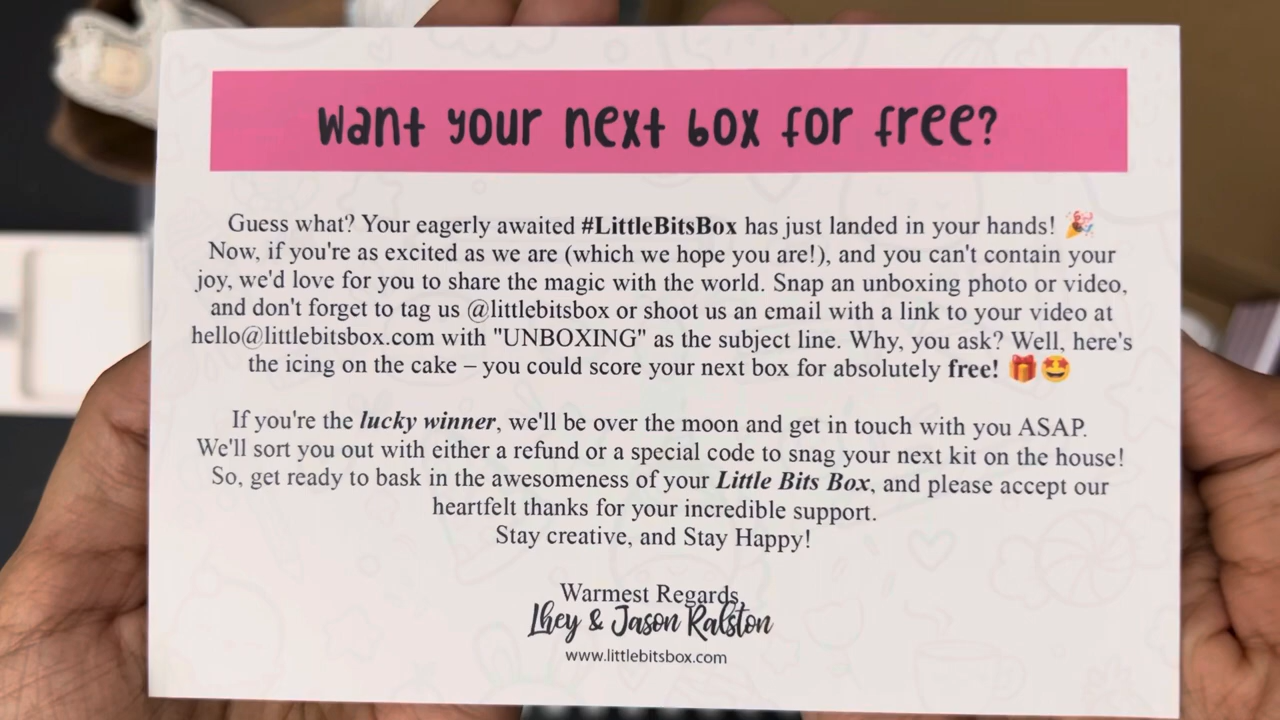 Want your next box for free?
Guess what? Your eagerly awaited #LittleBitsBox has just landed in your hands! 🎉
Now, if you're as excited as we are (which we hope you are!), and you can't contain your
joy, we'd love for you to share the magic with the world. Snap an unboxing photo or video,
and don't forget to tag us @littlebitsbox or shoot us an email with a link to your video at
hello@littlebitsbox.com with "UNBOXING" as the subject line. Why, you ask? Well, here's
the icing on the cake – you could score your next box for absolutely free! 🎁🤩
If you're the lucky winner, we'll be over the moon and get in touch with you ASAP.
We'll sort you out with either a refund or a special code to snag your next kit on the house!
So, get ready to bask in the awesomeness of your Little Bits Box, and please accept our
heartfelt thanks for your incredible support.
Stay creative, and Stay Happy!
Warmest Regards,
Lhey & Jason Ralston
www.littlebitsbox.com